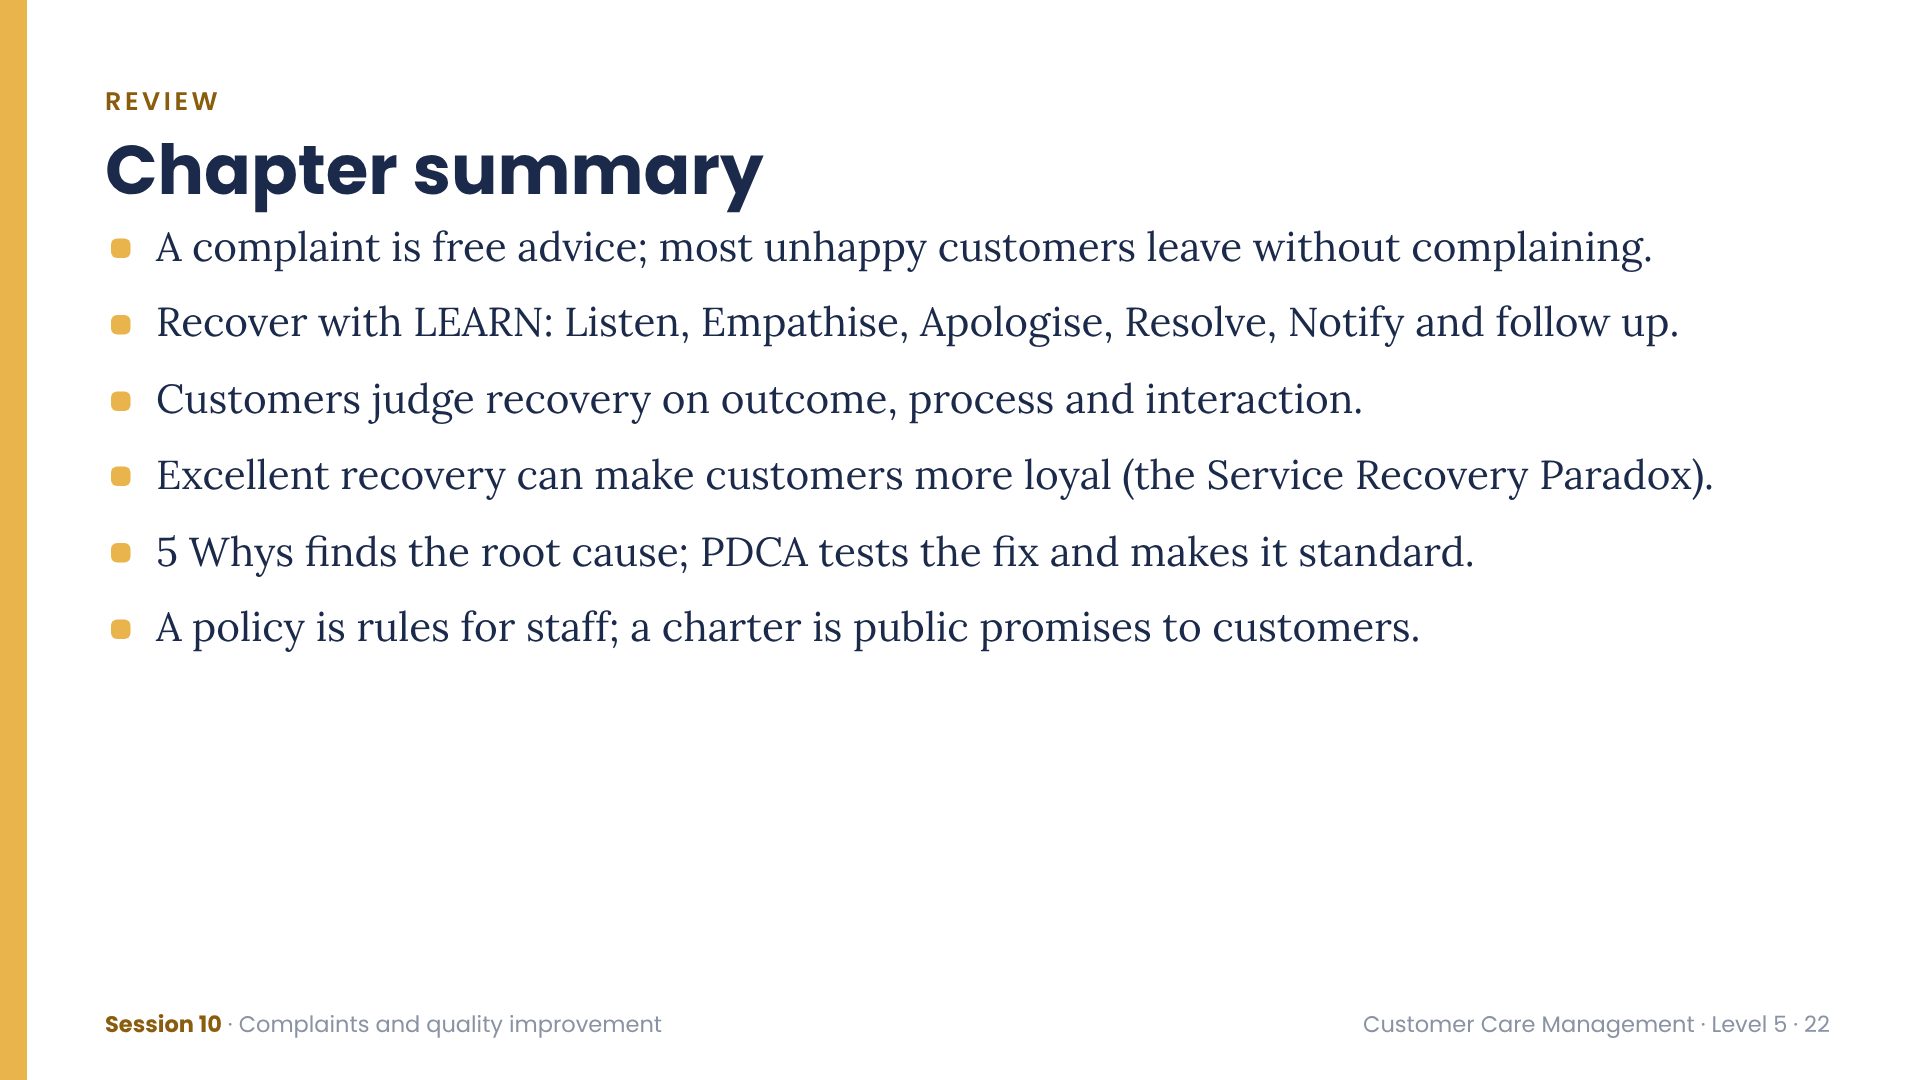 REVIEW
Chapter summary
A complaint is free advice; most unhappy customers leave without complaining.
Recover with LEARN: Listen, Empathise, Apologise, Resolve, Notify and follow up.
Customers judge recovery on outcome, process and interaction.
Excellent recovery can make customers more loyal (the Service Recovery Paradox).
5 Whys finds the root cause; PDCA tests the fix and makes it standard.
A policy is rules for staff; a charter is public promises to customers.
Session 10 · Complaints and quality improvement
Customer Care Management · Level 5 · 22